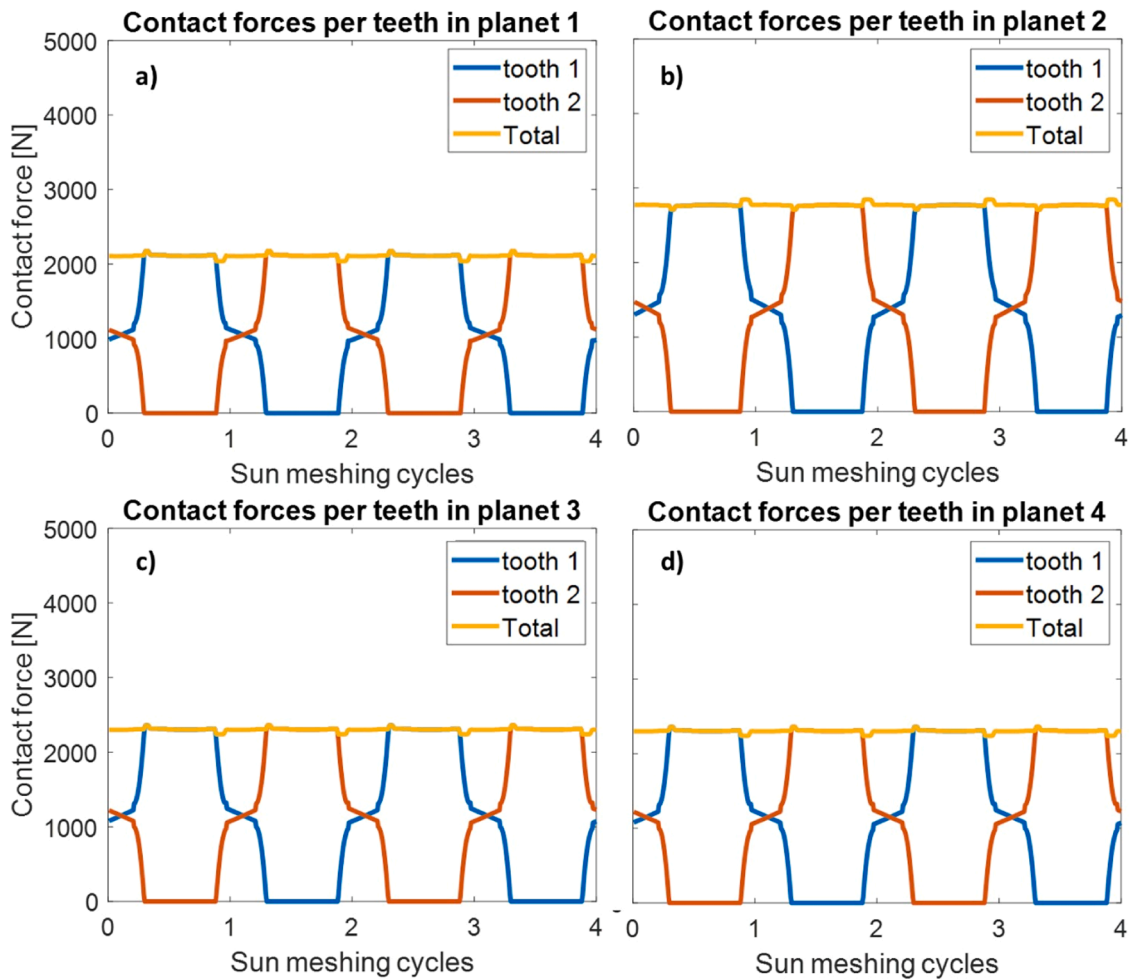 Contact forces per teeth in planet 1
a)
tooth 1
tooth 2
Total
5000
4000
3000
2000
1000
0
Contact force [N]
0 1 2 3 4
Sun meshing cycles
Contact forces per teeth in planet 2
b)
tooth 1
tooth 2
Total
0 1 2 3 4
Sun meshing cycles
Contact forces per teeth in planet 3
c)
tooth 1
tooth 2
Total
5000
4000
3000
2000
1000
0
Contact force [N]
0 1 2 3 4
Sun meshing cycles
Contact forces per teeth in planet 4
d)
tooth 1
tooth 2
Total
0 1 2 3 4
Sun meshing cycles